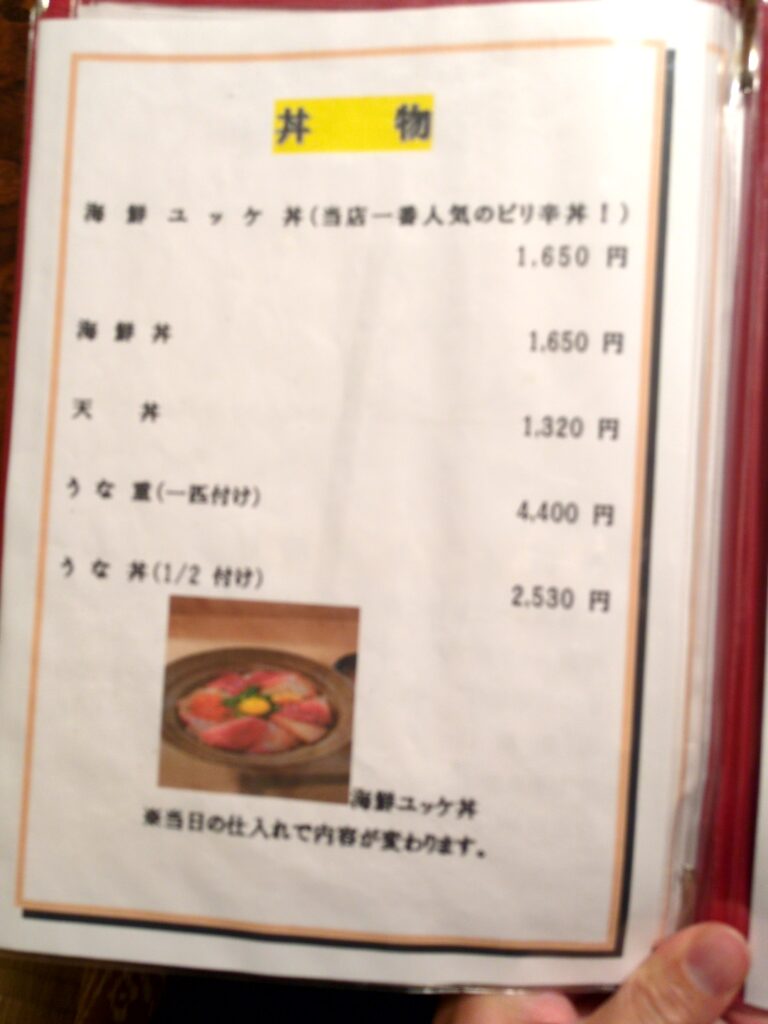 丼 物
海 鮮 ユ ッ ケ 丼(当店一番人気のピリ辛丼!)
1.650 円
海 鮮 丼 1,650 円
天 丼 1,320 円
う な 重(一匹付け) 4,400 円
う な 丼(1/2 付け) 2,530 円
海鮮ユッケ丼
※当日の仕入れで内容が変わります。